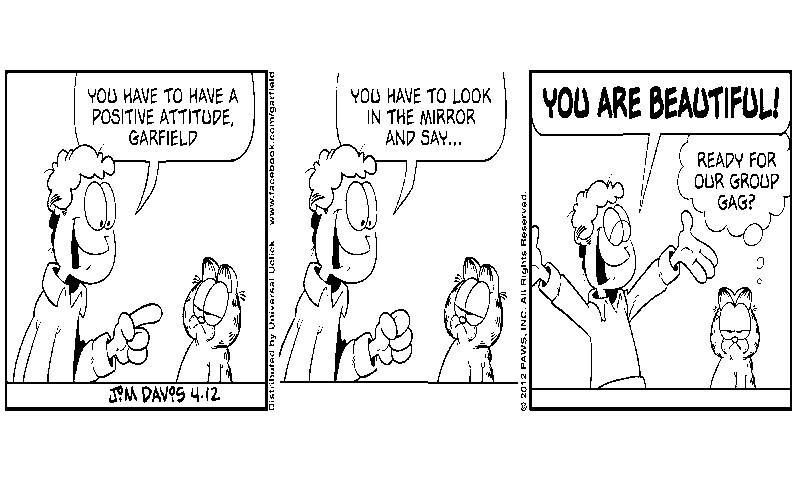 YOU HAVE TO HAVE A
POSITIVE ATTITUDE,
GARFIELD
JIM DAVIS 4·12
Distributed by Universal Uclick www.facebook.com/garfield
YOU HAVE TO LOOK
IN THE MIRROR
AND SAY...
© 2012 PAWS, INC. All Rights Reserved.
YOU ARE BEAUTIFUL!
READY FOR
OUR GROUP
GAG?